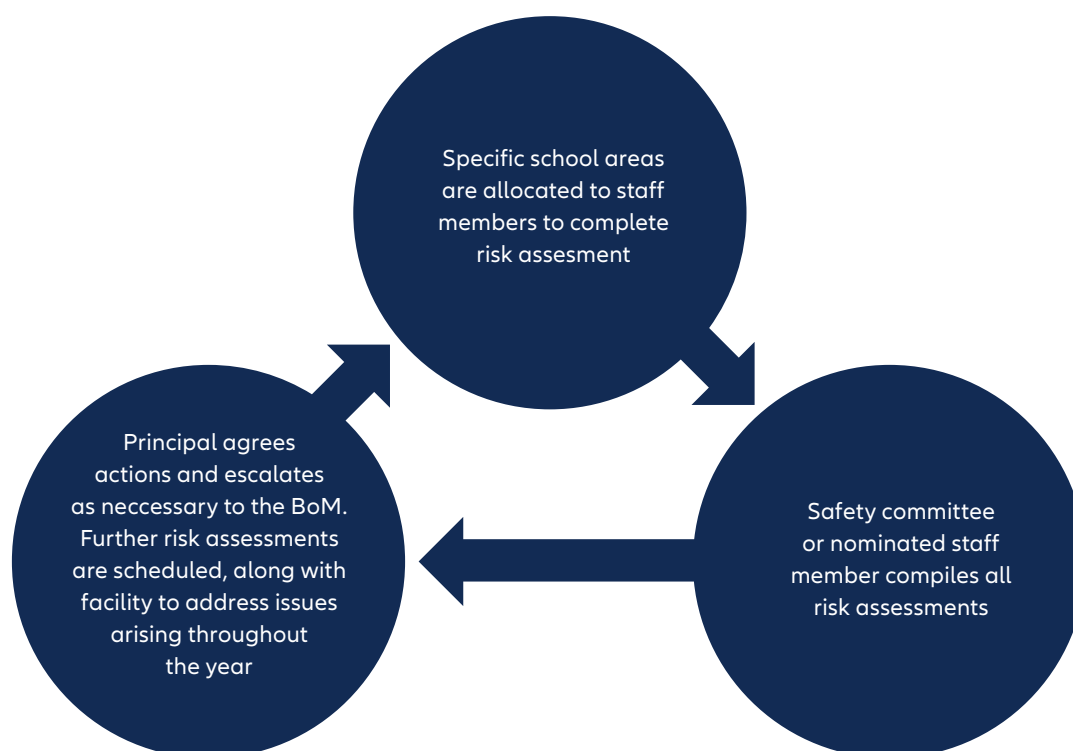 Specific school areas
are allocated to staff
members to complete
risk assesment
Principal agrees
actions and escalates
as neccessary to the BoM.
Further risk assessments
are scheduled, along with
facility to address issues
arising throughout
the year
Safety committee
or nominated staff
member compiles all
risk assessments